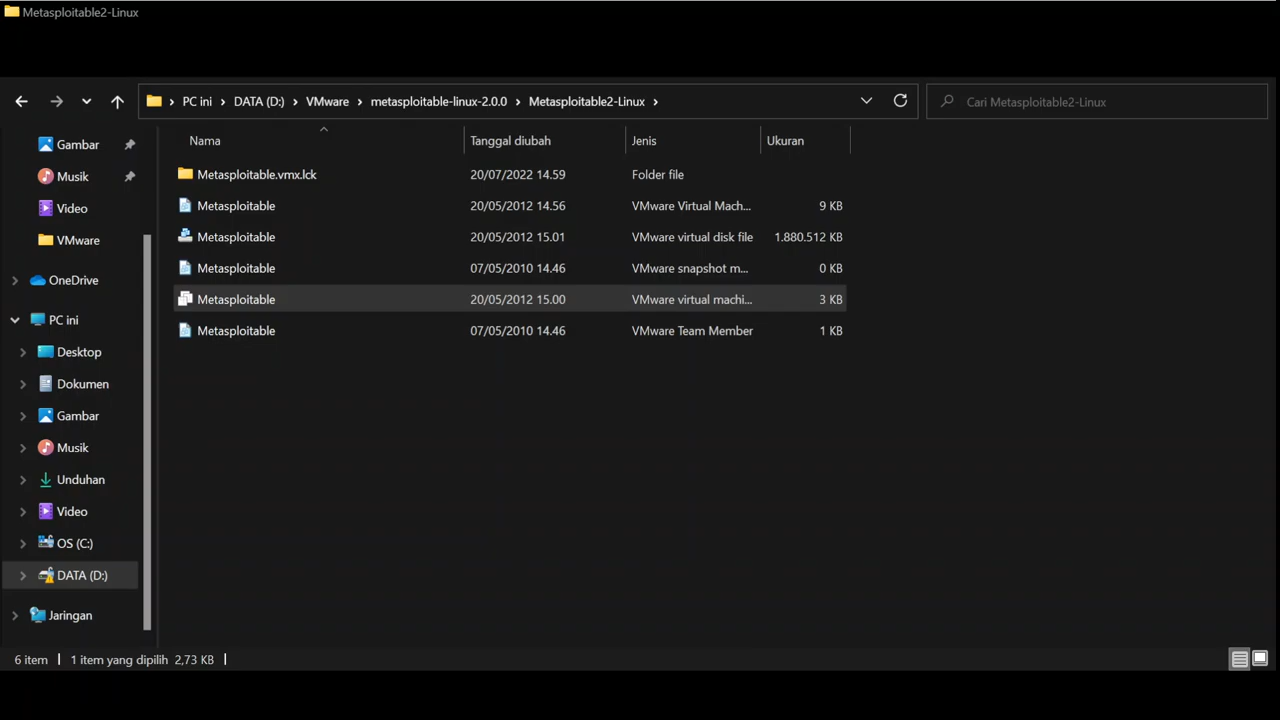 Metasploitable2-Linux
PC ini > DATA (D:) > VMware > metasploitable-linux-2.0.0 > Metasploitable2-Linux >
Cari Metasploitable2-Linux
Gambar
Musik
Video
VMware
OneDrive
PC ini
Desktop
Dokumen
Gambar
Musik
Unduhan
Video
OS (C:)
DATA (D:)
Jaringan
Nama Tanggal diubah Jenis Ukuran
Metasploitable.vmx.lck 20/07/2022 14.59 Folder file
Metasploitable 20/05/2012 14.56 VMware Virtual Mach... 9 KB
Metasploitable 20/05/2012 15.01 VMware virtual disk file 1.880.512 KB
Metasploitable 07/05/2010 14.46 VMware snapshot m... 0 KB
Metasploitable 20/05/2012 15.00 VMware virtual machi... 3 KB
Metasploitable 07/05/2010 14.46 VMware Team Member 1 KB
6 item | 1 item yang dipilih 2,73 KB |